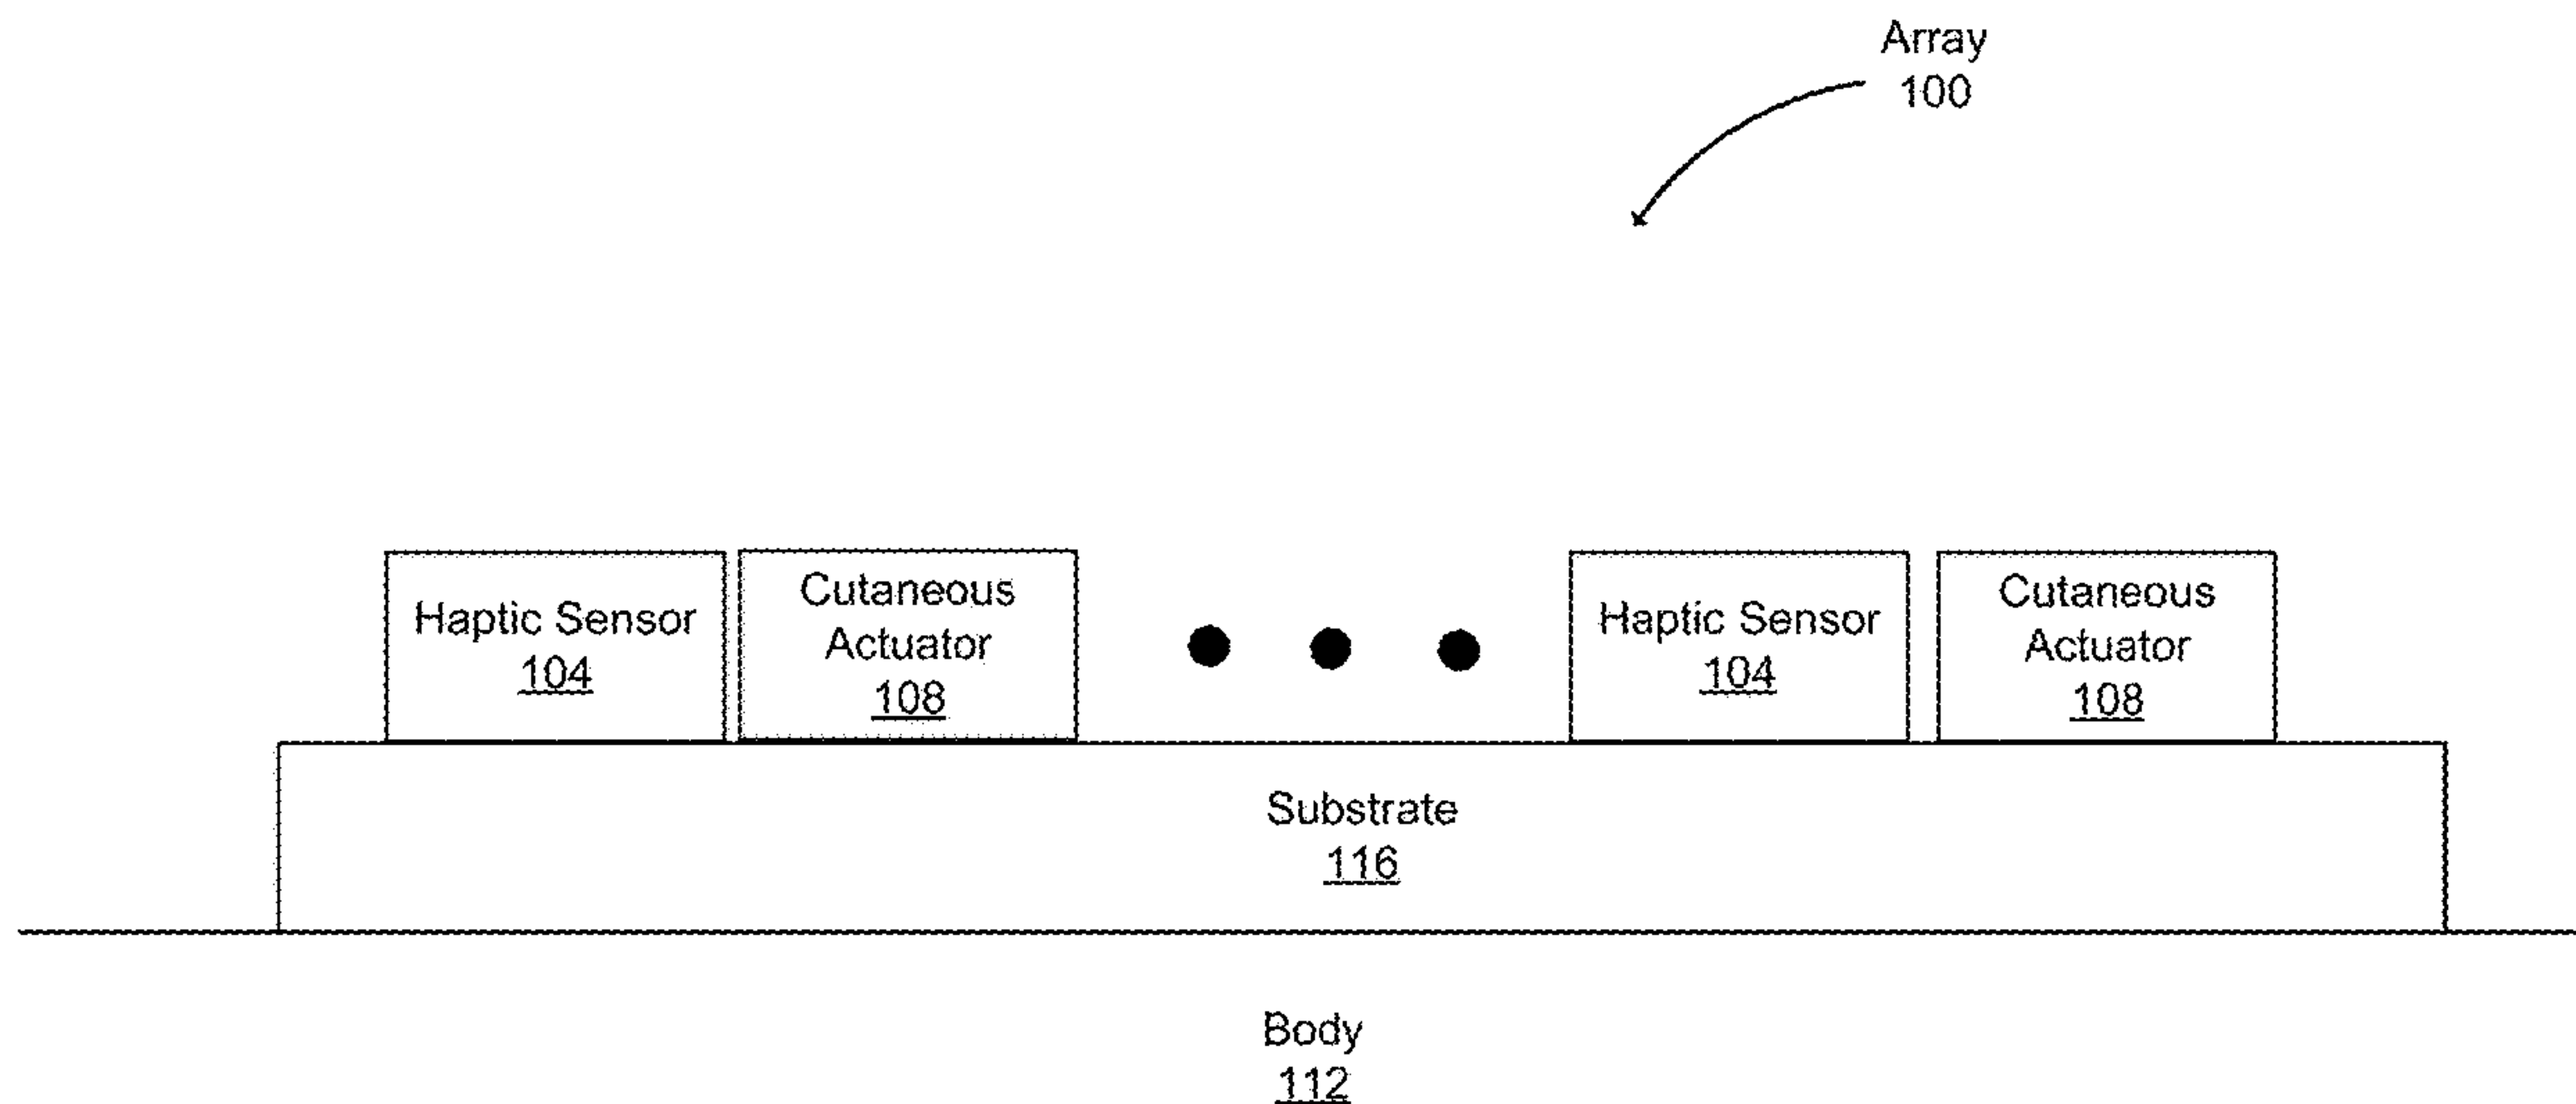 Array
100
Haptic Sensor
104
Cutaneous
Actuator
108
Haptic Sensor
104
Cutaneous
Actuator
108
Substrate
116
Body
112